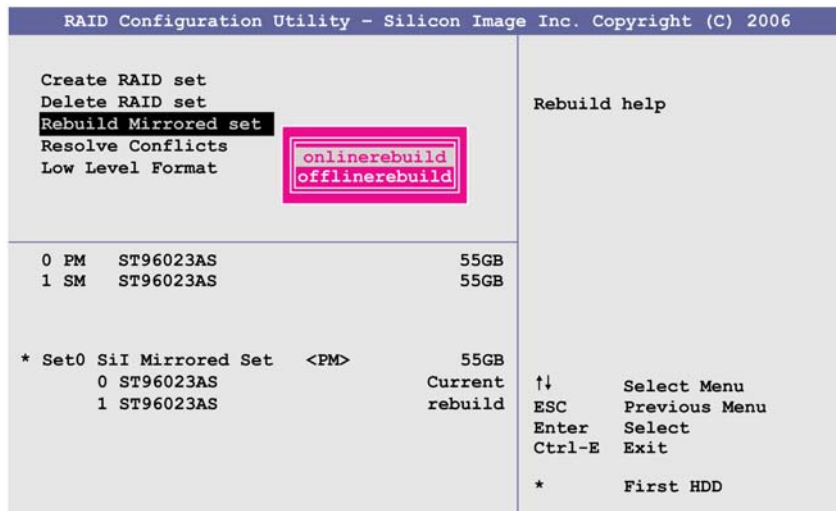 RAID Configuration Utility – Silicon Image Inc. Copyright (C) 2006
Create RAID set
Delete RAID set
Rebuild Mirrored set
Resolve Conflicts
Low Level Format
onlinerebuild
offlinerebuild
Rebuild help
0 PM ST96023AS 55GB
1 SM ST96023AS 55GB
* Set0 SiI Mirrored Set <PM> 55GB
0 ST96023AS Current
1 ST96023AS rebuild
↑↓ Select Menu
ESC Previous Menu
Enter Select
Ctrl-E Exit
* First HDD